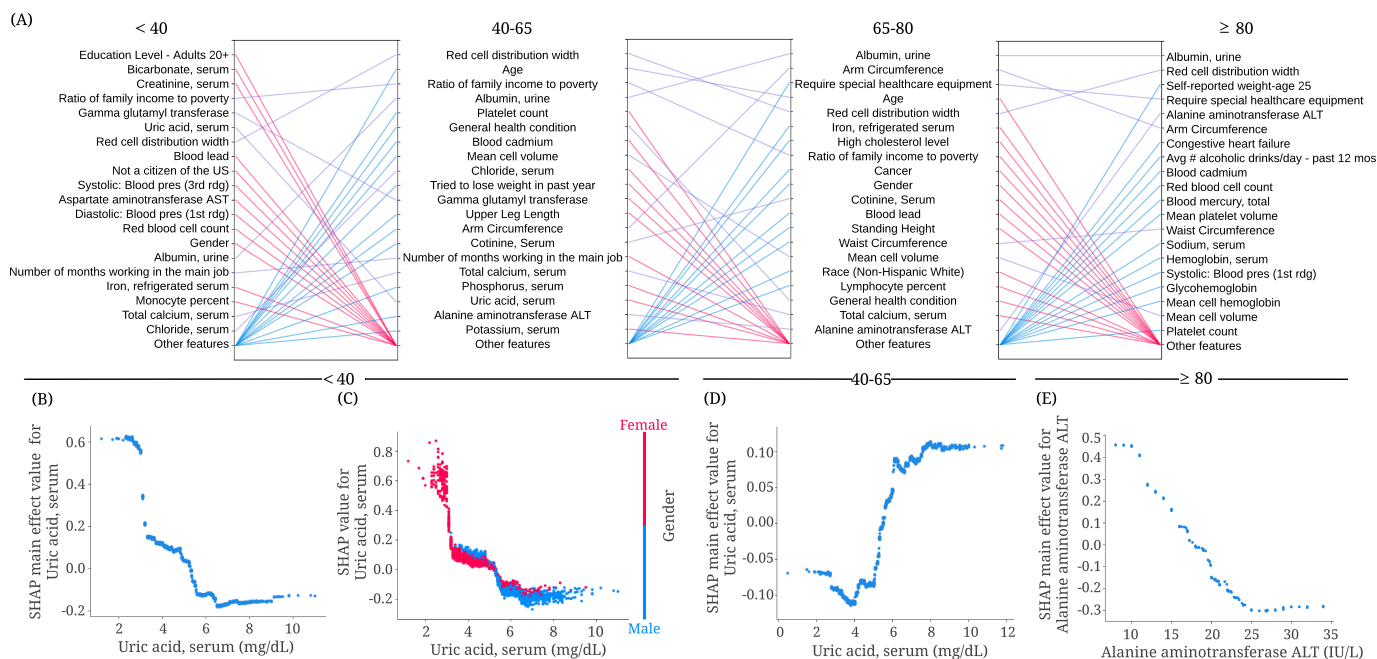 (A)
< 40
40-65
65-80
≥ 80
Education Level - Adults 20+
Bicarbonate, serum
Creatinine, serum
Ratio of family income to poverty
Gamma glutamyl transferase
Uric acid, serum
Red cell distribution width
Blood lead
Not a citizen of the US
Systolic: Blood pres (3rd rdg)
Aspartate aminotransferase AST
Diastolic: Blood pres (1st rdg)
Red blood cell count
Gender
Albumin, urine
Number of months working in the main job
Iron, refrigerated serum
Monocyte percent
Total calcium, serum
Chloride, serum
Other features
Red cell distribution width
Age
Ratio of family income to poverty
Albumin, urine
Platelet count
General health condition
Blood cadmium
Mean cell volume
Chloride, serum
Tried to lose weight in past year
Gamma glutamyl transferase
Upper Leg Length
Arm Circumference
Cotinine, Serum
Number of months working in the main job
Total calcium, serum
Phosphorus, serum
Uric acid, serum
Alanine aminotransferase ALT
Potassium, serum
Other features
Albumin, urine
Arm Circumference
Require special healthcare equipment
Age
Red cell distribution width
Iron, refrigerated serum
High cholesterol level
Ratio of family income to poverty
Cancer
Gender
Cotinine, Serum
Blood lead
Standing Height
Waist Circumference
Mean cell volume
Race (Non-Hispanic White)
Lymphocyte percent
General health condition
Total calcium, serum
Alanine aminotransferase ALT
Other features
Albumin, urine
Red cell distribution width
Self-reported weight-age 25
Require special healthcare equipment
Alanine aminotransferase ALT
Arm Circumference
Congestive heart failure
Avg # alcoholic drinks/day - past 12 mos
Blood cadmium
Red blood cell count
Blood mercury, total
Mean platelet volume
Waist Circumference
Sodium, serum
Hemoglobin, serum
Systolic: Blood pres (1st rdg)
Glycohemoglobin
Mean cell hemoglobin
Mean cell volume
Platelet count
Other features
< 40
40-65
≥ 80
(B)
SHAP main effect value for
Uric acid, serum
0.6
0.4
0.2
0.0
-0.2
2 4 6 8 10
Uric acid, serum (mg/dL)
(C)
SHAP value for
Uric acid, serum
0.8
0.6
0.4
0.2
0.0
-0.2
2 4 6 8 10
Uric acid, serum (mg/dL)
Female
Gender
Male
(D)
SHAP main effect value for
Uric acid, serum
0.10
0.05
0.00
-0.05
-0.10
0 2 4 6 8 10 12
Uric acid, serum (mg/dL)
(E)
SHAP main effect value for
Alanine aminotransferase ALT
0.5
0.4
0.3
0.2
0.1
0.0
-0.1
-0.2
-0.3
10 15 20 25 30 35
Alanine aminotransferase ALT (IU/L)